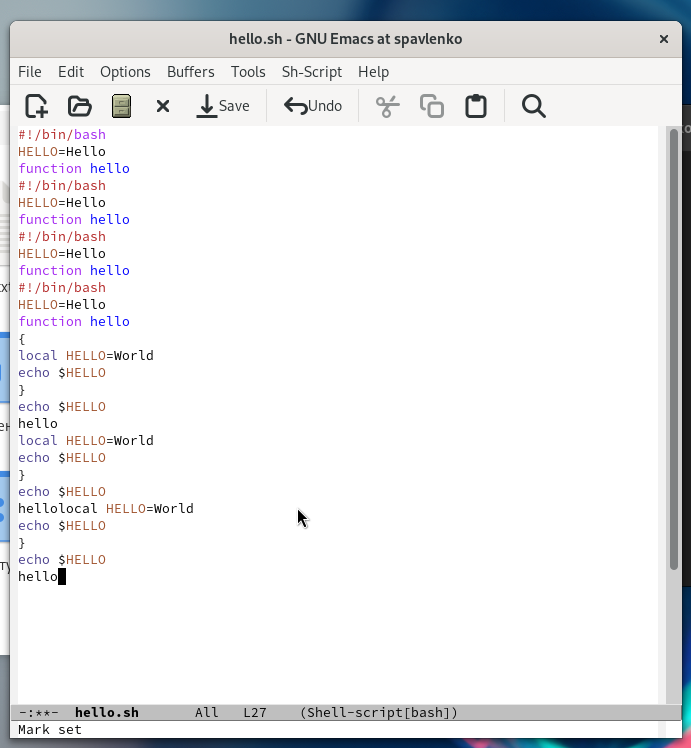 hello.sh - GNU Emacs at spavlenko
File Edit Options Buffers Tools Sh-Script Help
Save Undo
#!/bin/bash
HELLO=Hello
function hello
#!/bin/bash
HELLO=Hello
function hello
#!/bin/bash
HELLO=Hello
function hello
#!/bin/bash
HELLO=Hello
function hello
{
local HELLO=World
echo $HELLO
}
echo $HELLO
hello
local HELLO=World
echo $HELLO
}
echo $HELLO
hellolocal HELLO=World
echo $HELLO
}
echo $HELLO
hello
-:**- hello.sh All L27 (Shell-script[bash])
Mark set